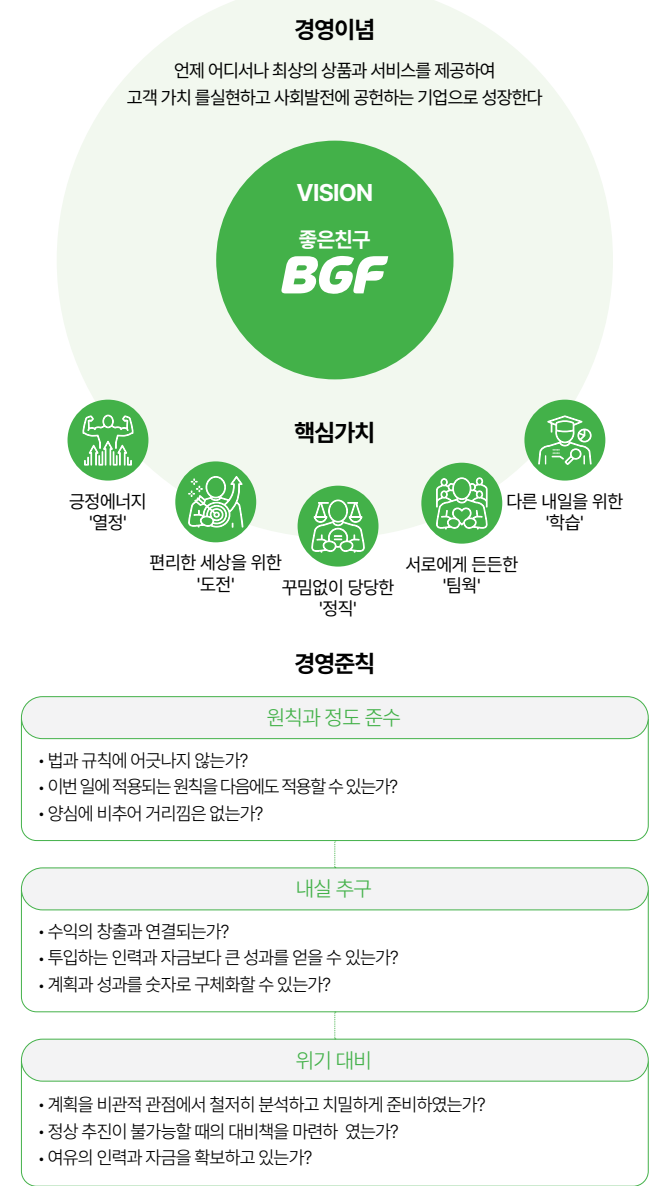 경영이념
언제 어디서나 최상의 상품과 서비스를 제공하여
고객 가치 를실현하고 사회발전에 공헌하는 기업으로 성장한다
VISION
좋은친구
BGF
핵심가치
긍정에너지
'열정'
편리한 세상을 위한
'도전'
꾸밈없이 당당한
'정직'
서로에게 든든한
'팀웍'
다른 내일을 위한
'학습'
경영준칙
원칙과 정도 준수
• 법과 규칙에 어긋나지 않는가?
• 이번 일에 적용되는 원칙을 다음에도 적용할 수 있는가?
• 양심에 비추어 거리낌은 없는가?
내실 추구
• 수익의 창출과 연결되는가?
• 투입하는 인력과 자금보다 큰 성과를 얻을 수 있는가?
• 계획과 성과를 숫자로 구체화할 수 있는가?
위기 대비
• 계획을 비관적 관점에서 철저히 분석하고 치밀하게 준비하였는가?
• 정상 추진이 불가능할 때의 대비책을 마련하 였는가?
• 여유의 인력과 자금을 확보하고 있는가?